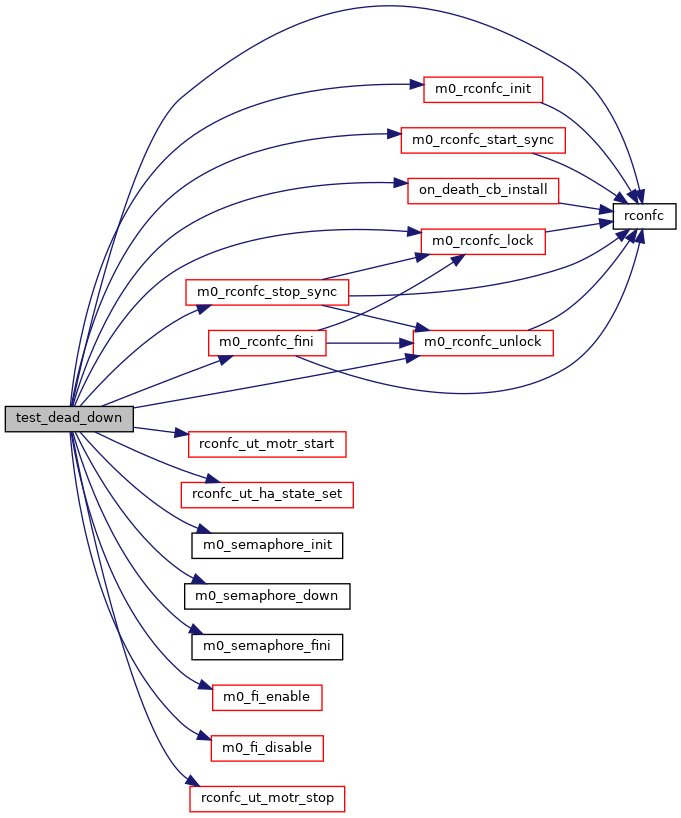 m0_rconfc_init
m0_rconfc_start_sync
on_death_cb_install
rconfc
m0_rconfc_lock
m0_rconfc_stop_sync
m0_rconfc_fini
m0_rconfc_unlock
test_dead_down
rconfc_ut_motr_start
rconfc_ut_ha_state_set
m0_semaphore_init
m0_semaphore_down
m0_semaphore_fini
m0_fi_enable
m0_fi_disable
rconfc_ut_motr_stop